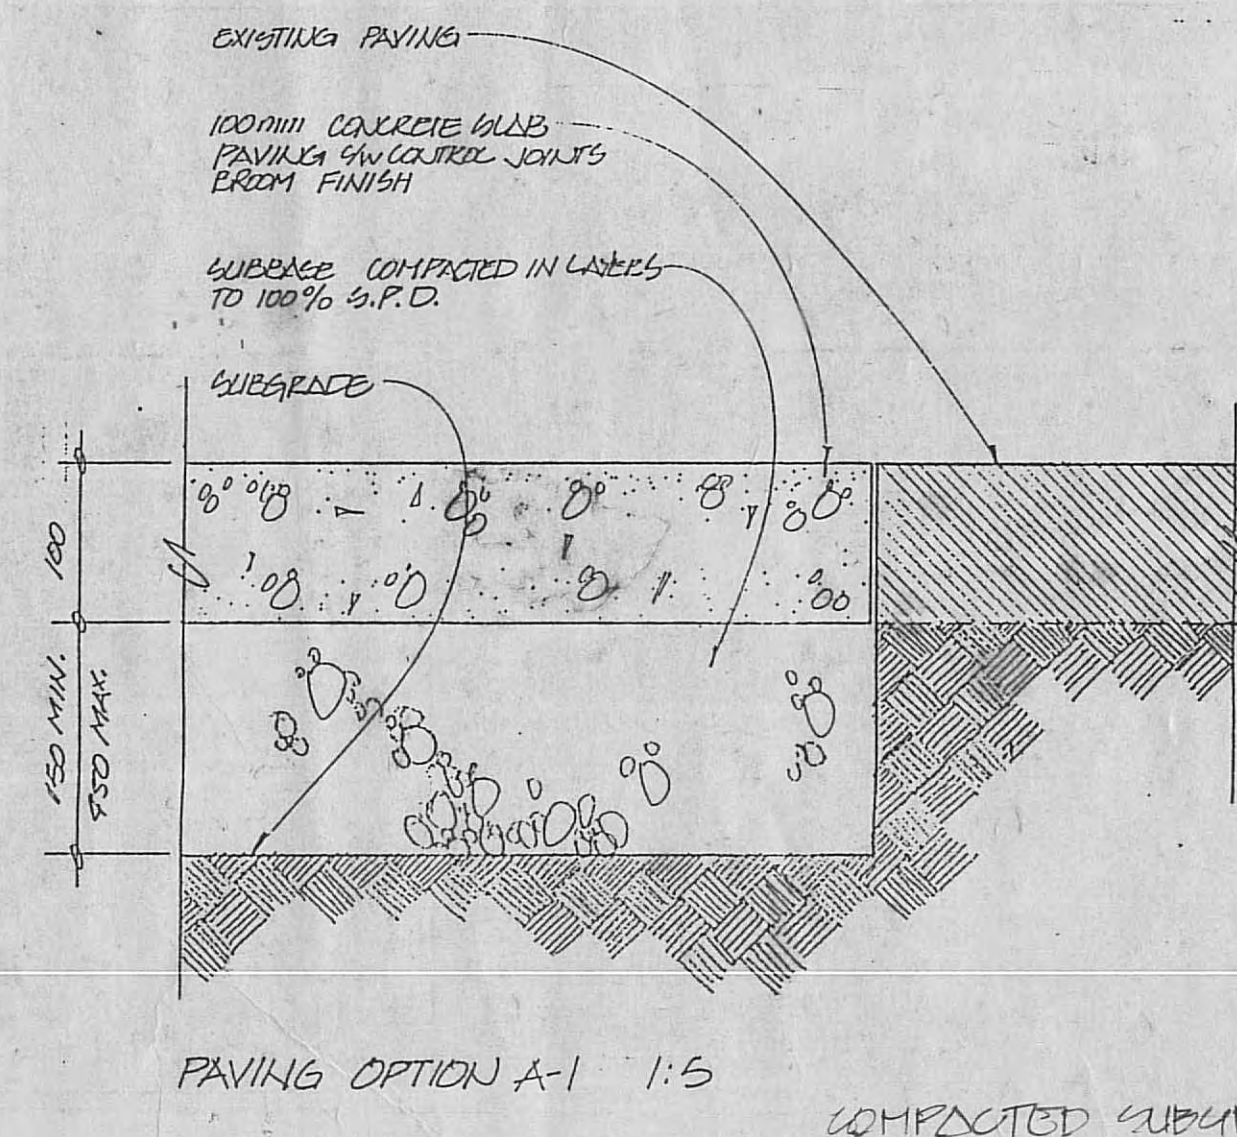 EXISTING PAVING
100mm CONCRETE SLAB
PAVING C/W CONTROL JOINTS
BROOM FINISH
SUBBASE COMPACTED IN LAYERS
TO 100% S.P.D.
SUBGRADE
100
150 MIN.
450 MAX.
PAVING OPTION A-1 1:5
COMPACTED